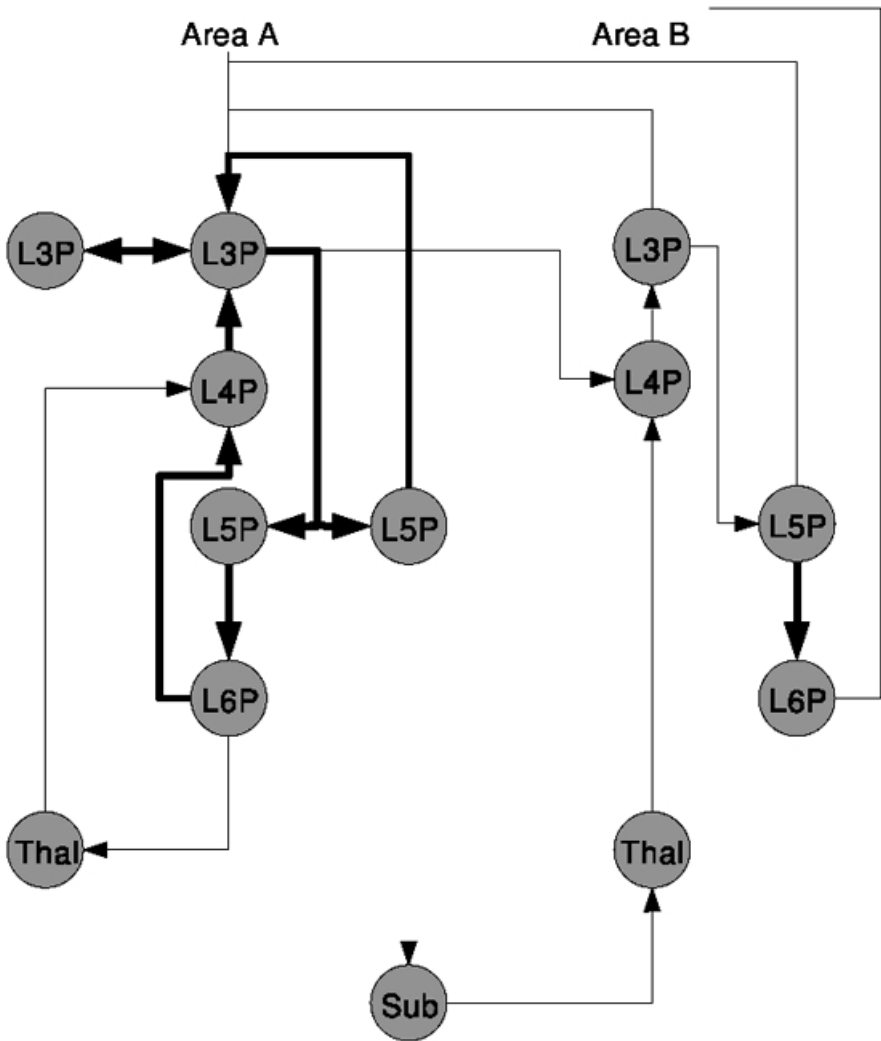 Area A Area B
L3P L3P L3P
L4P L4P
L5P L5P L5P
L6P L6P
Thal Thal
Sub